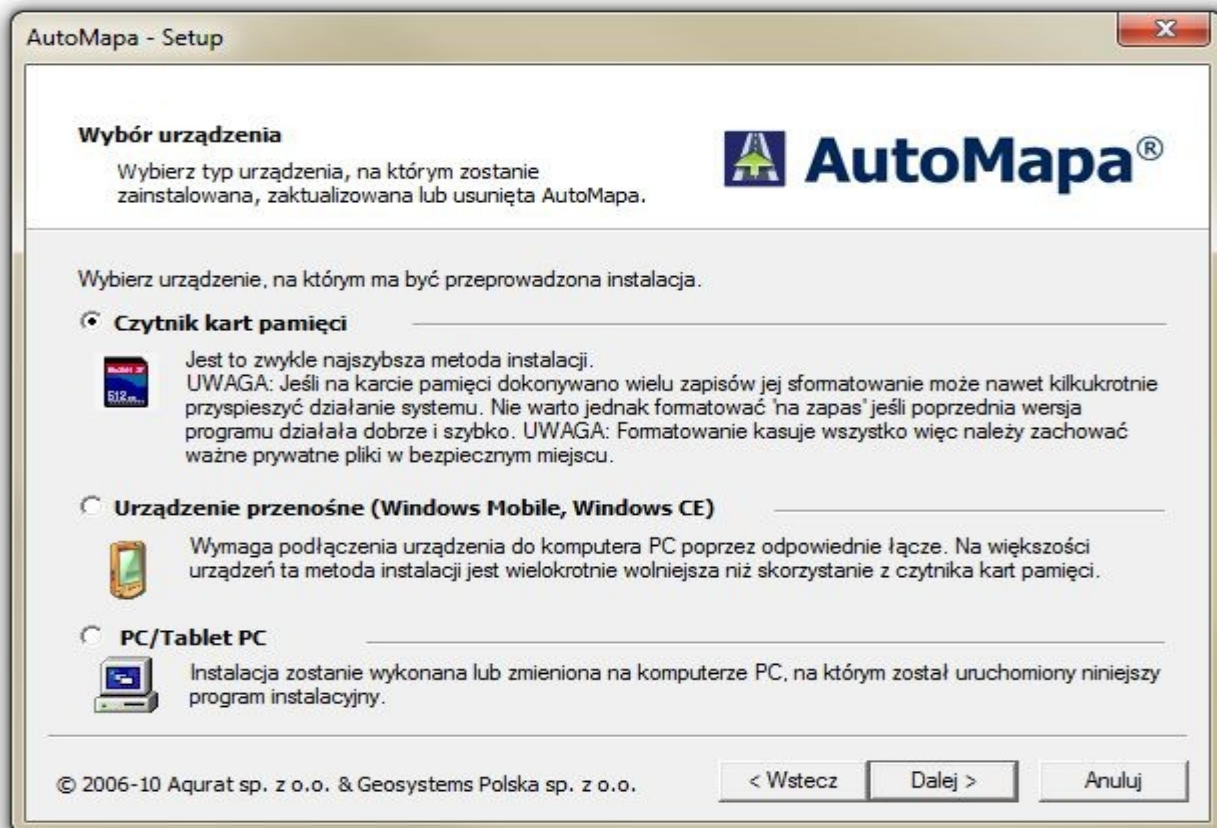 AutoMapa - Setup
Wybór urządzenia
Wybierz typ urządzenia, na którym zostanie
zainstalowana, zaktualizowana lub usunięta AutoMapa.
AutoMapa®
Wybierz urządzenie, na którym ma być przeprowadzona instalacja.
Czytnik kart pamięci
Jest to zwykle najszybsza metoda instalacji.
UWAGA: Jeśli na karcie pamięci dokonywano wielu zapisów jej sformatowanie może nawet kilkukrotnie
przyspieszyć działanie systemu. Nie warto jednak formatować 'na zapas' jeśli poprzednia wersja
programu działała dobrze i szybko. UWAGA: Formatowanie kasuje wszystko więc należy zachować
ważne prywatne pliki w bezpiecznym miejscu.
512
Urządzenie przenośne (Windows Mobile, Windows CE)
Wymaga podłączenia urządzenia do komputera PC poprzez odpowiednie łącze. Na większości
urządzeń ta metoda instalacji jest wielokrotnie wolniejsza niż skorzystanie z czytnika kart pamięci.
PC/Tablet PC
Instalacja zostanie wykonana lub zmieniona na komputerze PC, na którym został uruchomiony niniejszy
program instalacyjny.
© 2006-10 Aqurat sp. z o.o. & Geosystems Polska sp. z o.o.
< Wstecz
Dalej >
Anuluj